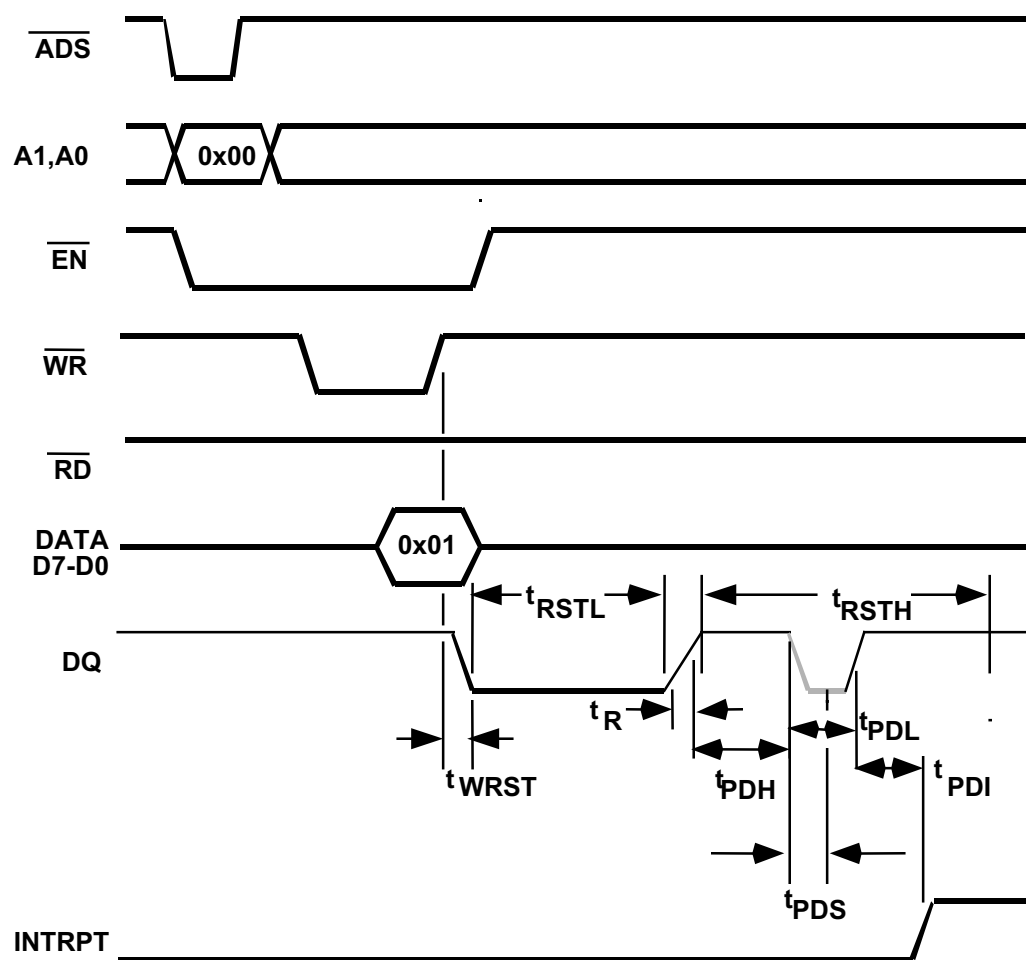 ADS
A1,A0
0x00
EN
WR
RD
DATA
D7-D0
0x01
tRSTL
tRSTH
DQ
tR
tPDL
tWRST
tPDH
tPDI
tPDS
INTRPT